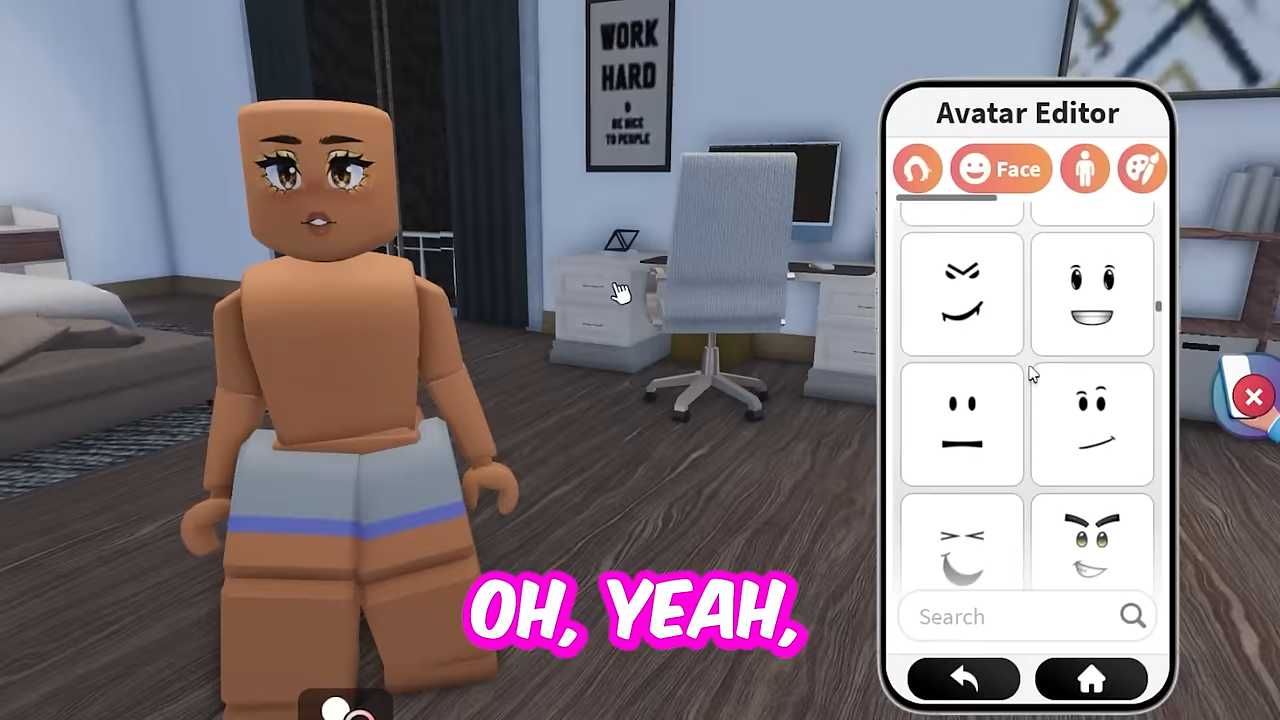 WORK
HARD
& BE NICE
TO PEOPLE
Avatar Editor
Face
OH, YEAH,
Search